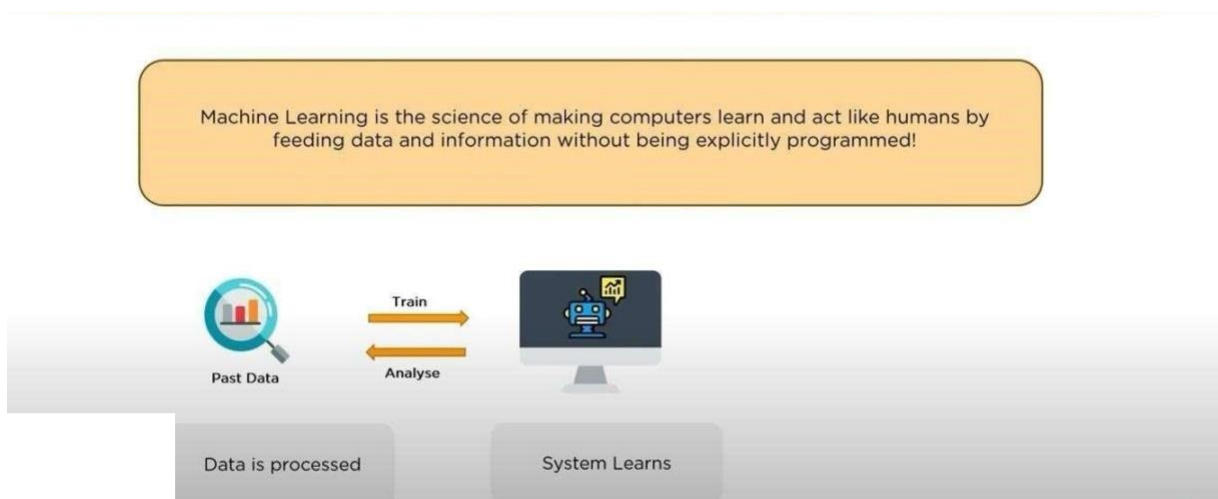 Machine Learning is the science of making computers learn and act like humans by
feeding data and information without being explicitly programmed!
Train
Past Data
Analyse
Data is processed
System Learns